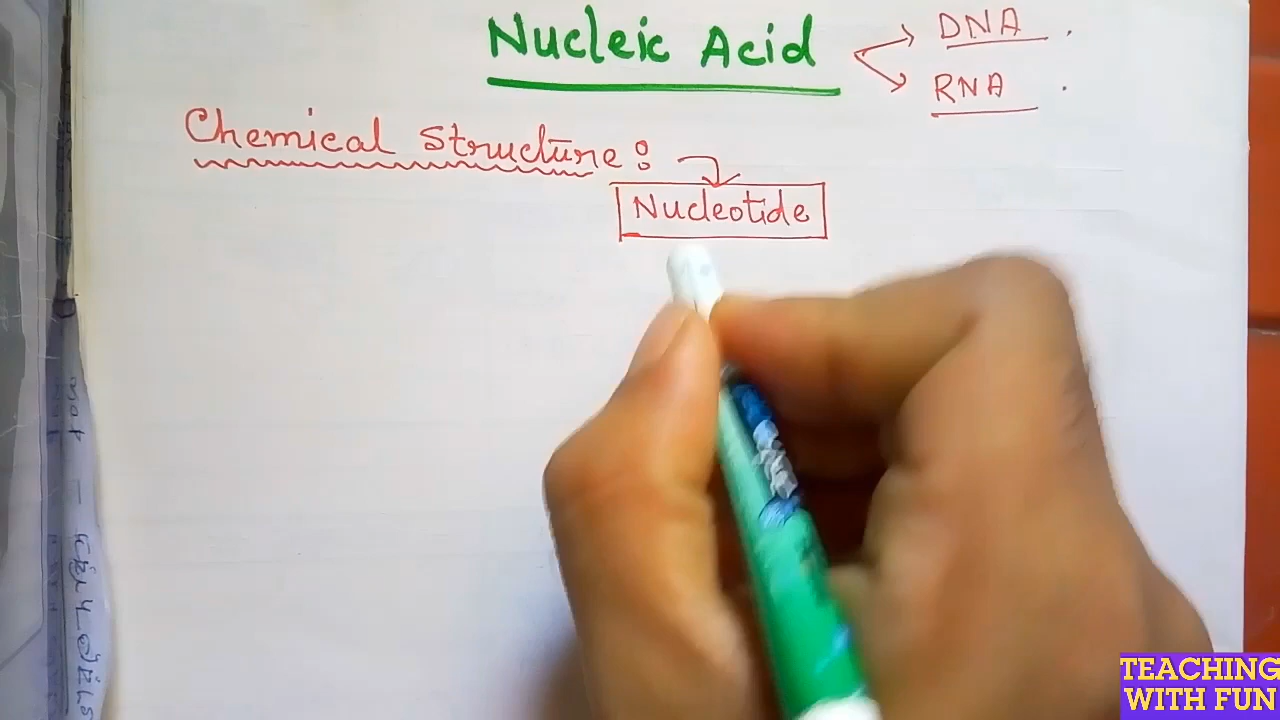 Nucleic Acid
DNA .
RNA .
Chemical Structure :
Nucleotide
TEACHING
WITH FUN